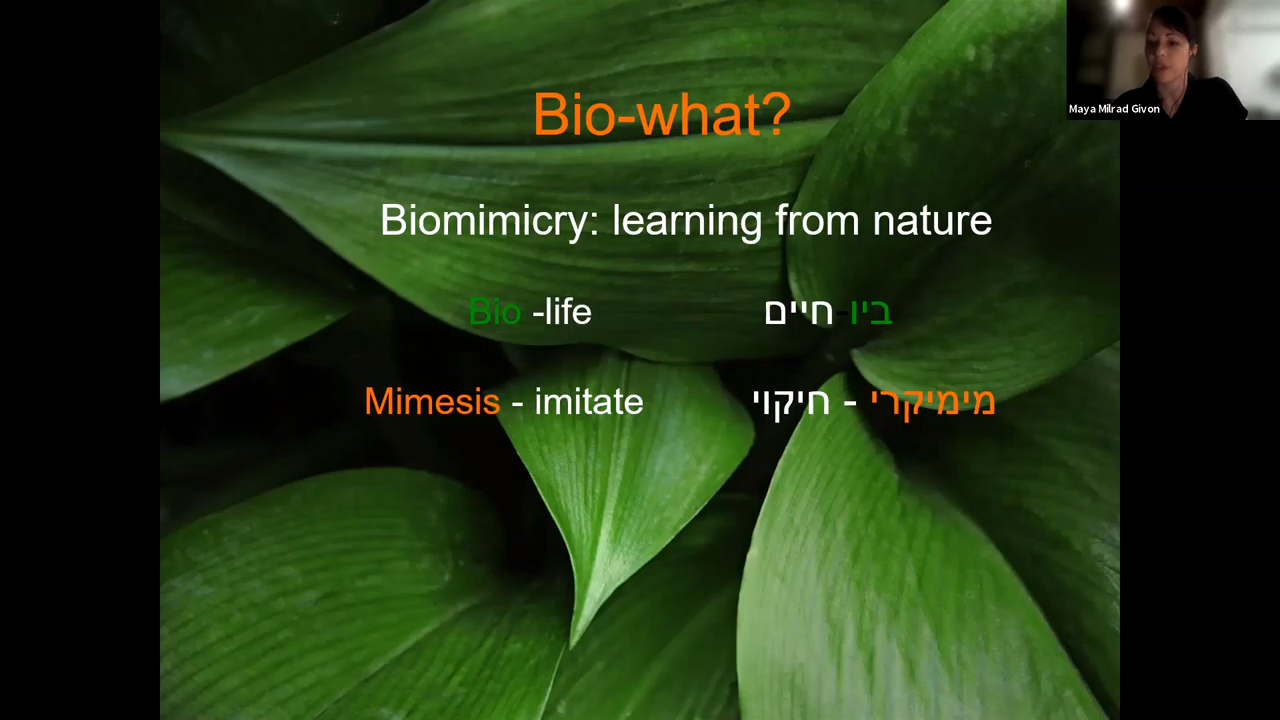 Bio-what?
Maya Milrad Givon
Biomimicry: learning from nature
Bio -life
ביו-חיים
Mimesis - imitate
מימיקרי - חיקוי